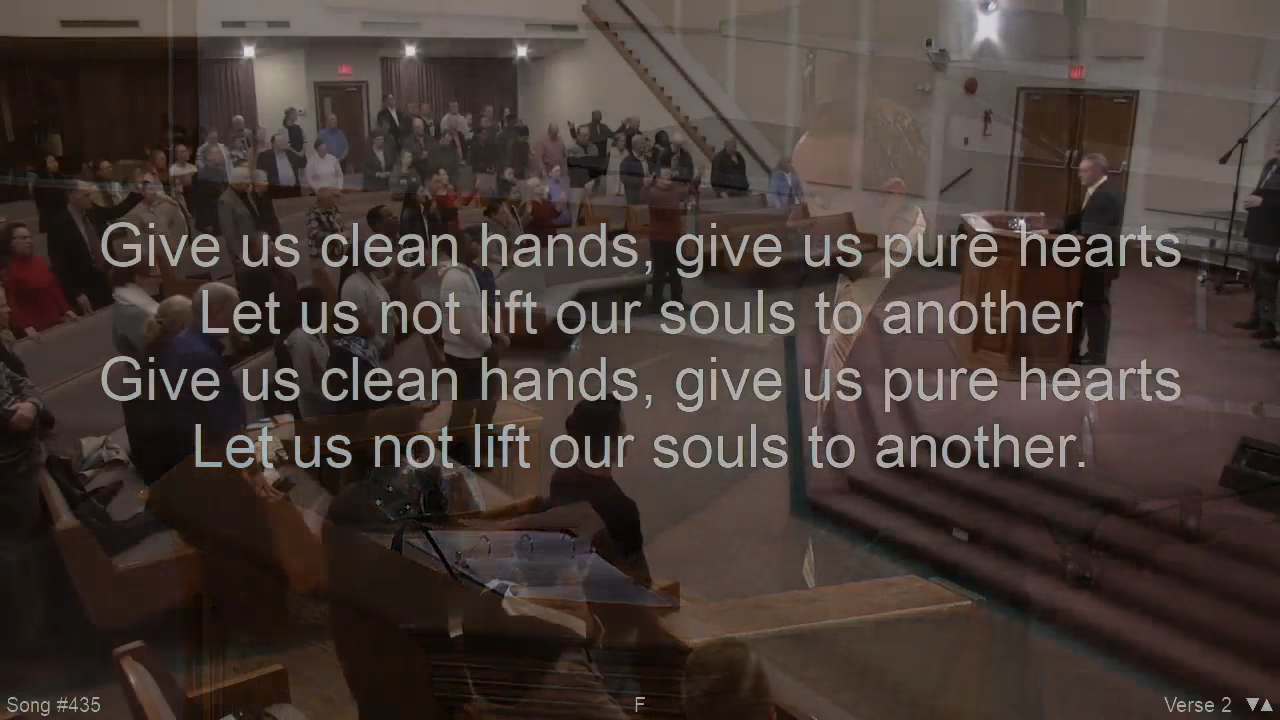 Give us clean hands, give us pure hearts
Let us not lift our souls to another
Give us clean hands, give us pure hearts
Let us not lift our souls to another.
Song #435
F
Verse 2 ▼▲